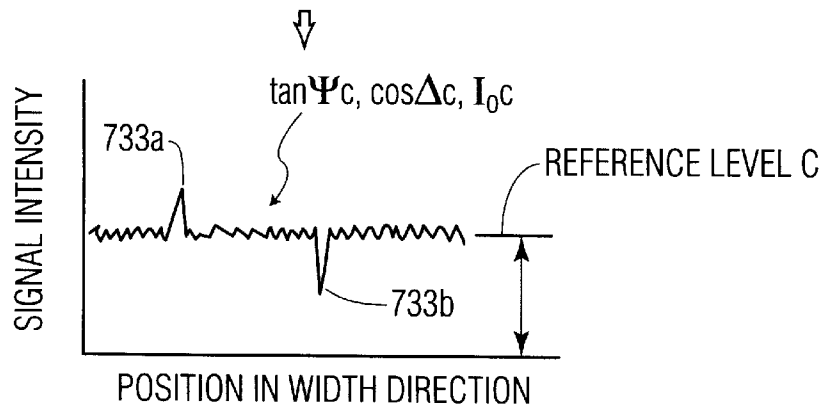 tanΨc, cosΔc, I₀c
733a
REFERENCE LEVEL C
SIGNAL INTENSITY
733b
POSITION IN WIDTH DIRECTION